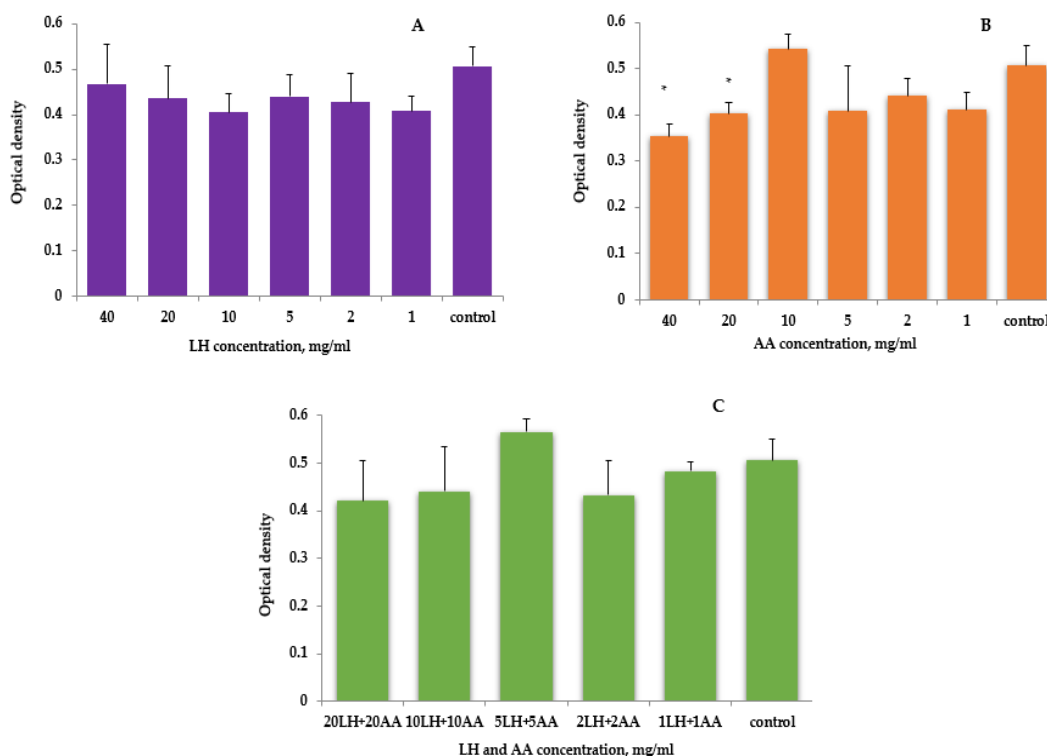 A
Optical density
0.6
0.5
0.4
0.3
0.2
0.1
0
40 20 10 5 2 1 control
LH concentration, mg/ml
B
Optical density
0.6
0.5
0.4
0.3
0.2
0.1
0
* *
40 20 10 5 2 1 control
AA concentration, mg/ml
C
Optical density
0.6
0.5
0.4
0.3
0.2
0.1
0
20LH+20AA 10LH+10AA 5LH+5AA 2LH+2AA 1LH+1AA control
LH and AA concentration, mg/ml